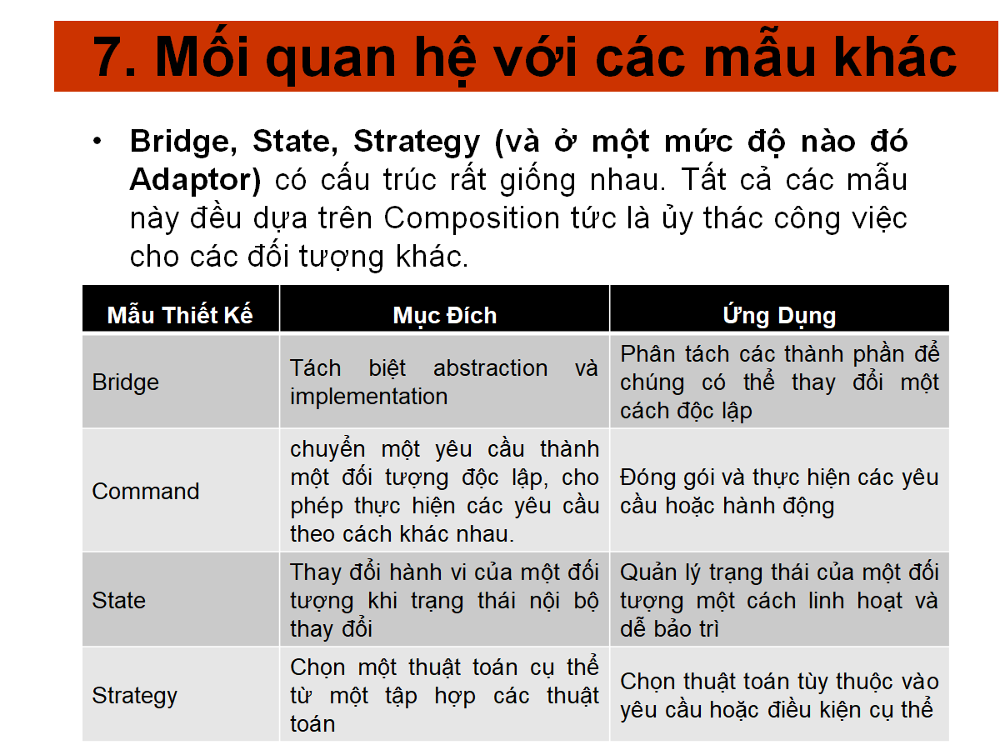 7. Mối quan hệ với các mẫu khác
• Bridge, State, Strategy (và ở một mức độ nào đó
Adaptor) có cấu trúc rất giống nhau. Tất cả các mẫu
này đều dựa trên Composition tức là ủy thác công việc
cho các đối tượng khác.
Mẫu Thiết Kế
Mục Đích
Ứng Dụng
Bridge
Tách biệt abstraction và
implementation
Phân tách các thành phần để
chúng có thể thay đổi một
cách độc lập
Command
chuyển một yêu cầu thành
một đối tượng độc lập, cho
phép thực hiện các yêu cầu
theo cách khác nhau.
Đóng gói và thực hiện các yêu
cầu hoặc hành động
State
Thay đổi hành vi của một đối
tượng khi trạng thái nội bộ
thay đổi
Quản lý trạng thái của một đối
tượng một cách linh hoạt và
dễ bảo trì
Strategy
Chọn một thuật toán cụ thể
từ một tập hợp các thuật
toán
Chọn thuật toán tùy thuộc vào
yêu cầu hoặc điều kiện cụ thể